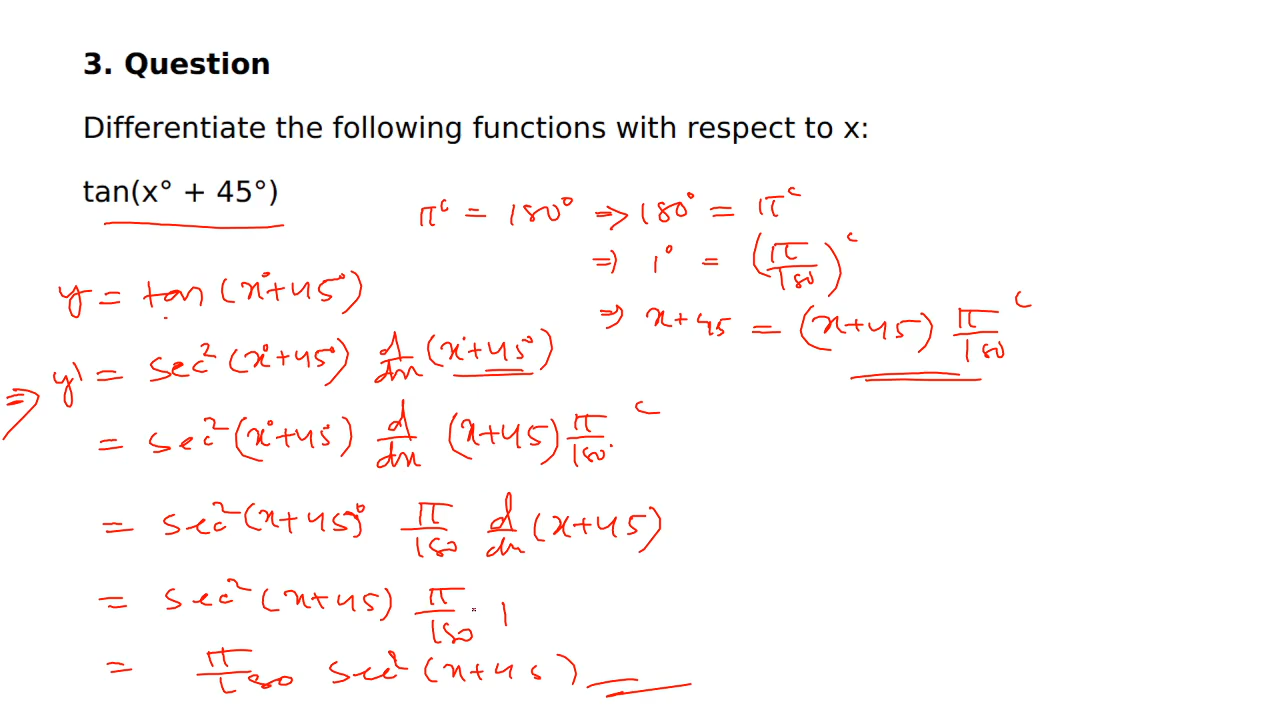 3. Question
Differentiate the following functions with respect to x:
tan(x° + 45°)
π^c = 180° ⇒ 180° = π^c
⇒ 1° = (π/180)^c
⇒ x+45 = (x+45) π/180 ^c
y = tan (x°+45°)
⇒ y' = sec² (x°+45°) d/dx (x°+45°)
= sec² (x°+45°) d/dx (x+45) π/180 ^c
= sec² (x+45)° π/180 d/dx (x+45)
= sec² (x+45) π/180 · 1
= π/180 sec² (x+45)